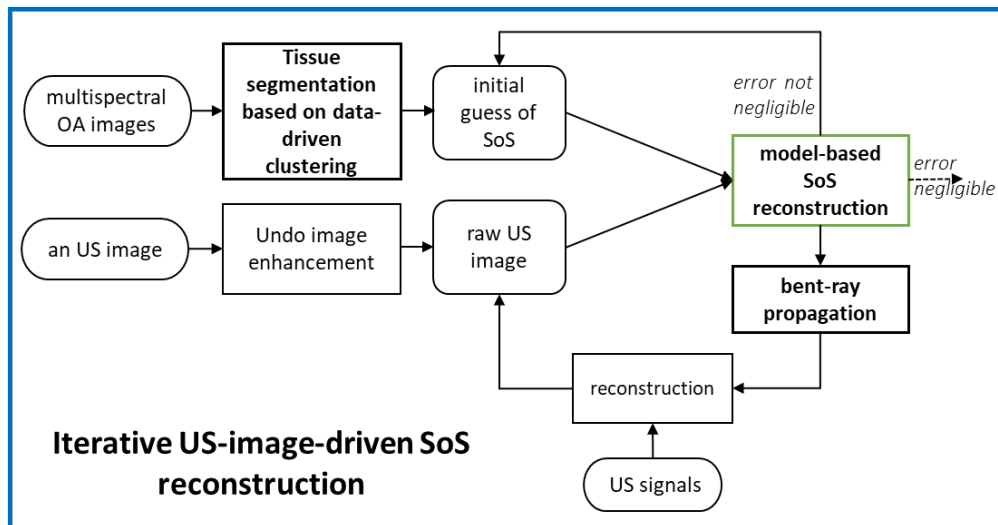 multispectral
OA images
Tissue
segmentation
based on data-
driven
clustering
initial
guess of
SoS
error not
negligible
model-based
SoS
reconstruction
error
negligible
an US image
Undo image
enhancement
raw US
image
bent-ray
propagation
reconstruction
US signals
Iterative US-image-driven SoS
reconstruction